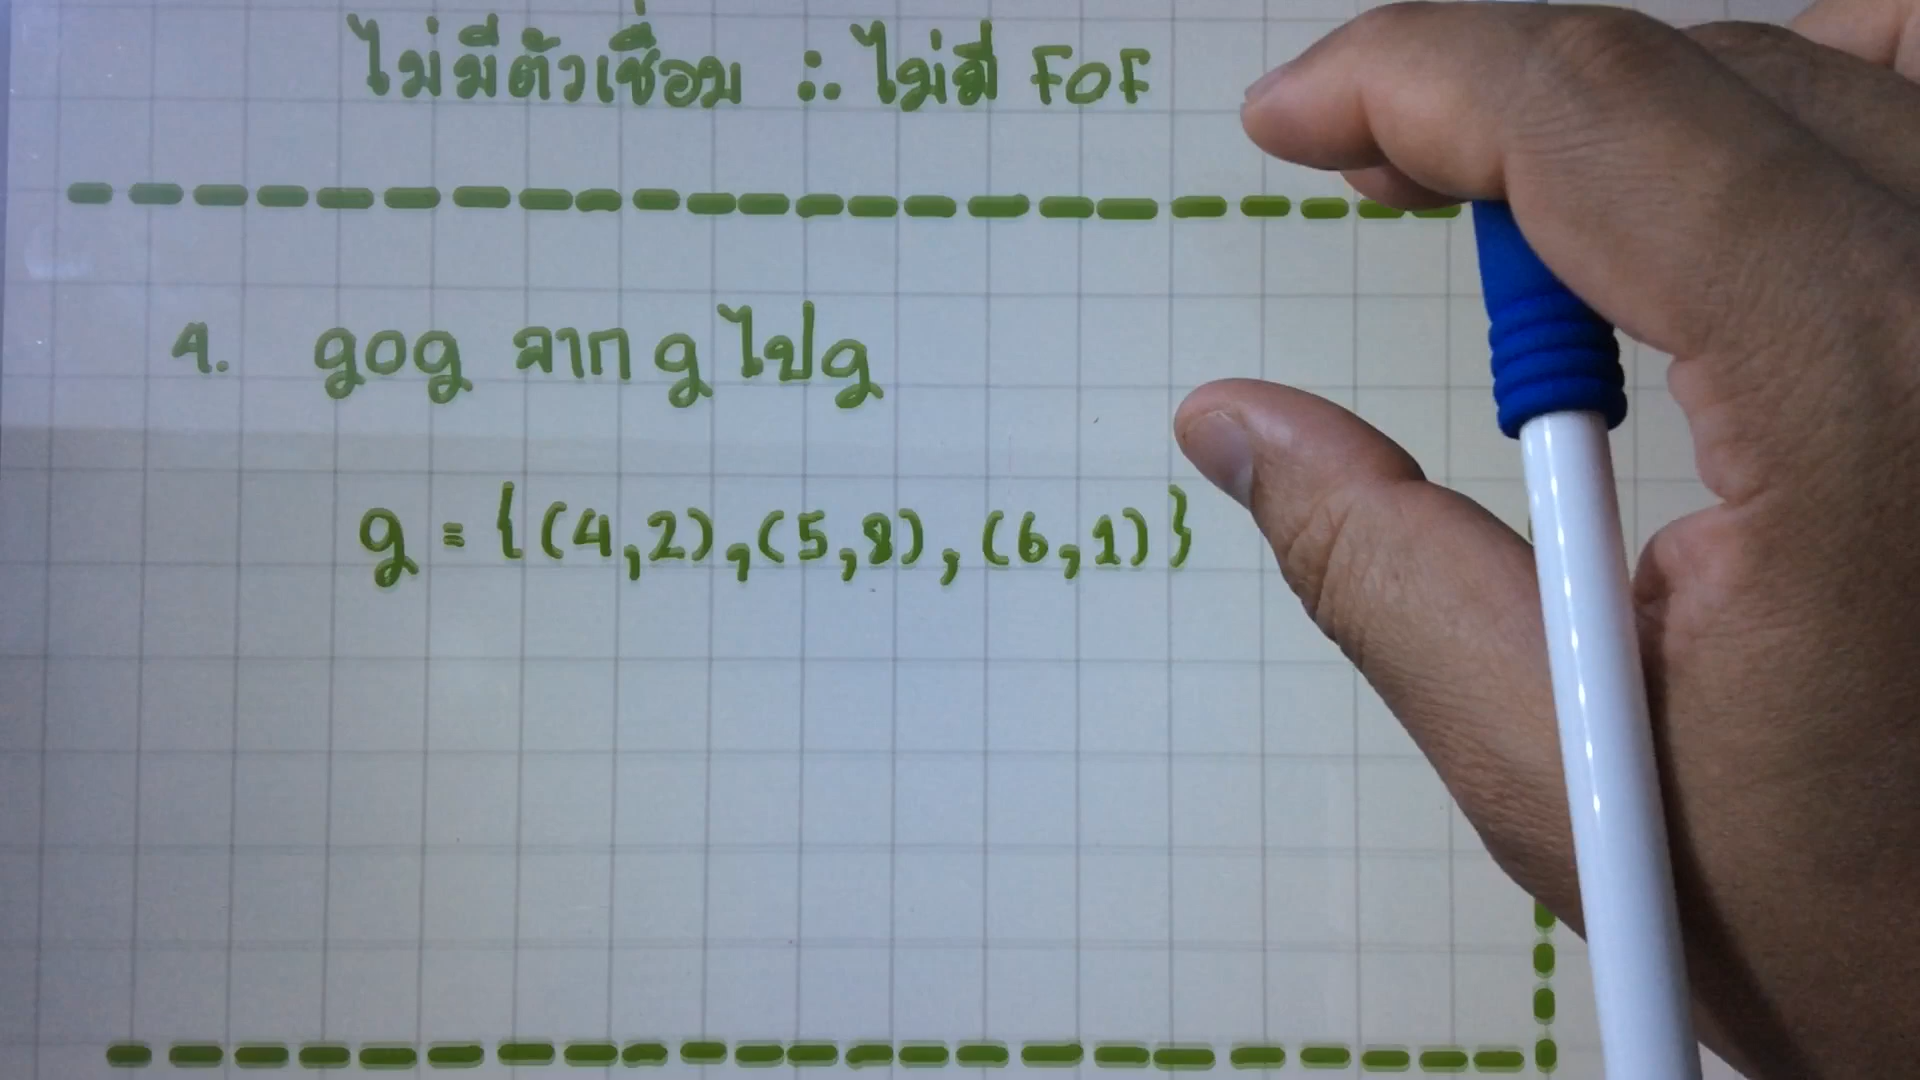 ไม่มีตัวเชื่อม ∴ ไม่มี FOF
4. gog จาก g ไป g
g = {(4,2),(5,8),(6,1)}